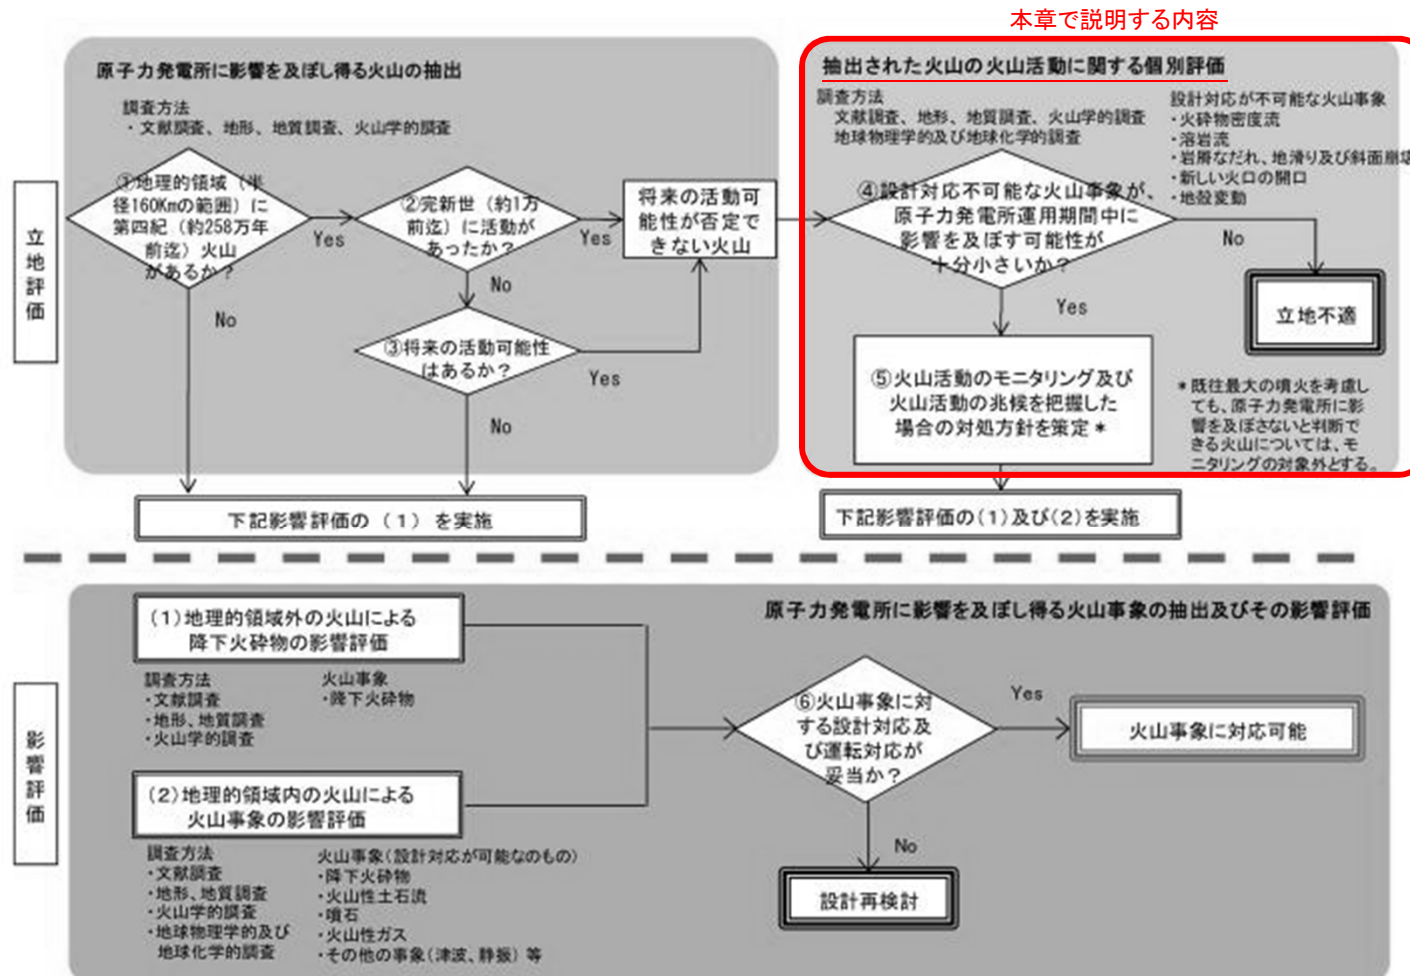 本章で説明する内容
原子力発電所に影響を及ぼし得る火山の抽出
調査方法
・文献調査、地形、地質調査、火山学的調査
立地評価
①地理的領域（半
径160Kmの範囲）に
第四紀（約258万年
前迄）火山
があるか？
Yes
No
②完新世（約1万
前迄）に活動が
あったか？
Yes
No
③将来の活動可能性
はあるか？
Yes
No
将来の活動可
能性が否定で
きない火山
下記影響評価の（１）を実施
抽出された火山の火山活動に関する個別評価
調査方法
文献調査、地形、地質調査、火山学的調査
地球物理学的及び地球化学的調査
設計対応が不可能な火山事象
・火砕物密度流
・溶岩流
・岩屑なだれ、地滑り及び斜面崩壊
・新しい火口の開口
・地殻変動
④設計対応不可能な火山事象が、
原子力発電所運用期間中に
影響を及ぼす可能性が
十分小さいか？
No
Yes
立地不適
⑤火山活動のモニタリング及び
火山活動の兆候を把握した
場合の対処方針を策定＊
＊既往最大の噴火を考慮し
ても、原子力発電所に影
響を及ぼさないと判断で
きる火山については、モ
ニタリングの対象外とする。
下記影響評価の(１)及び(２)を実施
影響評価
原子力発電所に影響を及ぼし得る火山事象の抽出及びその影響評価
(１)地理的領域外の火山による
降下火砕物の影響評価
調査方法
・文献調査
・地形、地質調査
・火山学的調査
火山事象
・降下火砕物
(２)地理的領域内の火山による
火山事象の影響評価
調査方法
・文献調査
・地形、地質調査
・火山学的調査
・地球物理学的及び
地球化学的調査
火山事象(設計対応が可能なのもの)
・降下火砕物
・火山性土石流
・噴石
・火山性ガス
・その他の事象(津波、静振)等
⑥火山事象に対
する設計対応及
び運転対応が
妥当か？
Yes
No
火山事象に対応可能
設計再検討